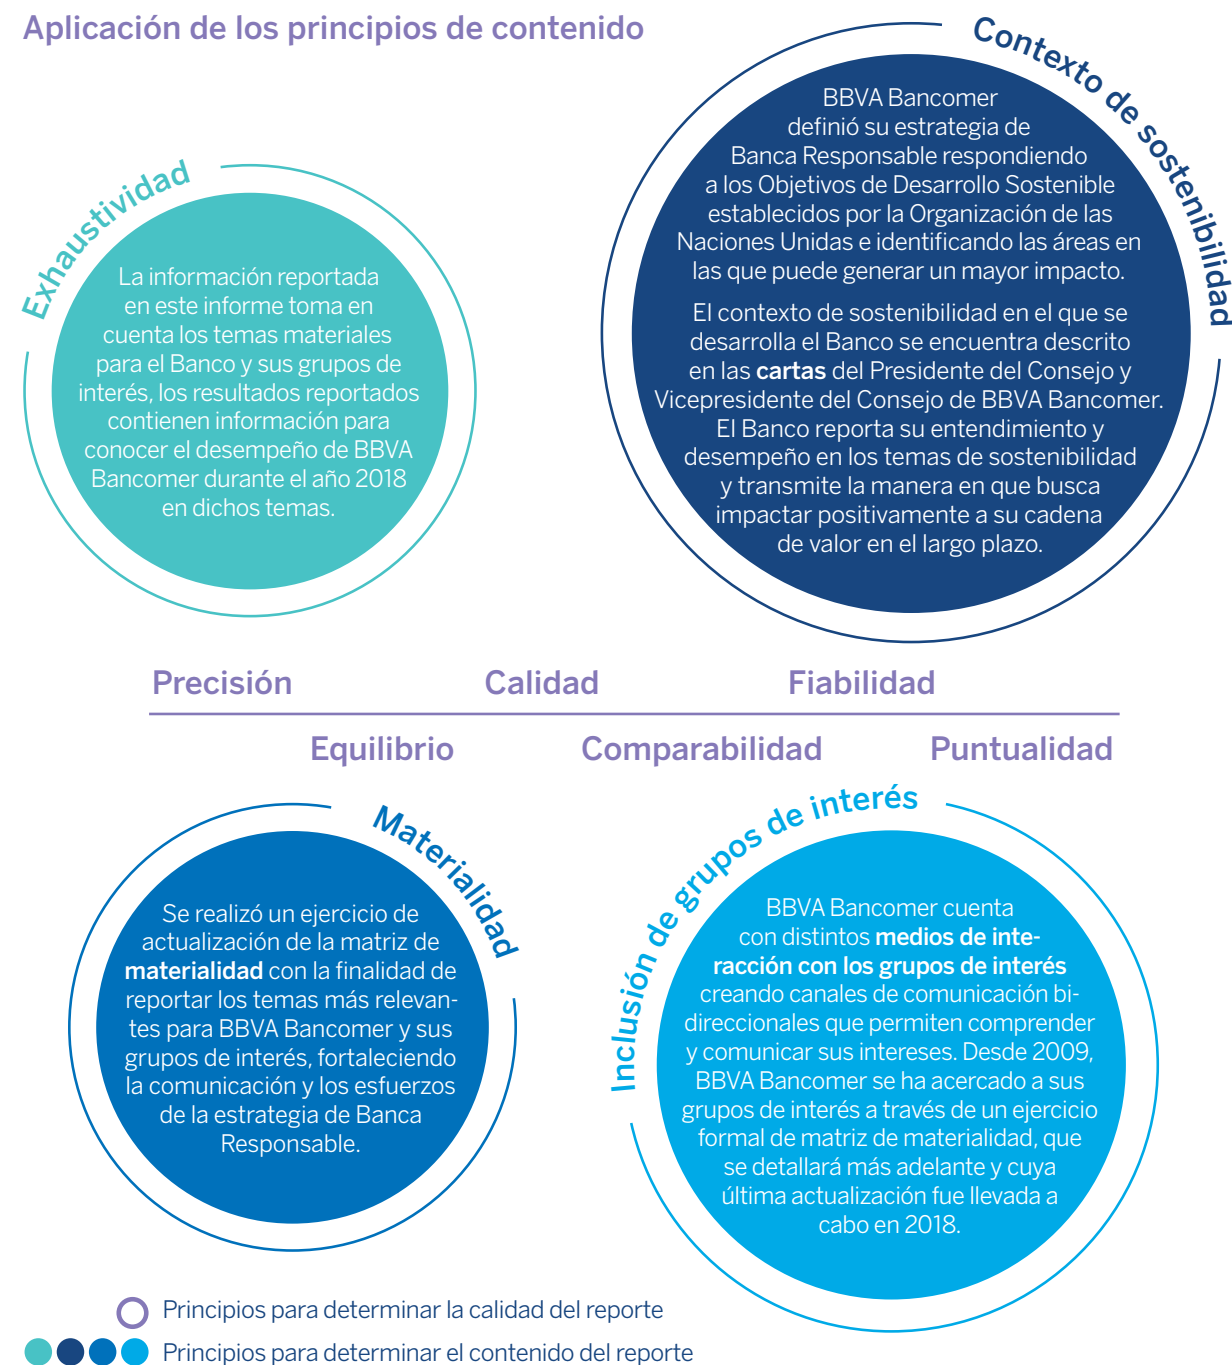 Aplicación de los principios de contenido
Exhaustividad
La información reportada
en este informe toma en
cuenta los temas materiales
para el Banco y sus grupos de
interés, los resultados reportados
contienen información para
conocer el desempeño de BBVA
Bancomer durante el año 2018
en dichos temas.
Contexto de sostenibilidad
BBVA Bancomer
definió su estrategia de
Banca Responsable respondiendo
a los Objetivos de Desarrollo Sostenible
establecidos por la Organización de las
Naciones Unidas e identificando las áreas en
las que puede generar un mayor impacto.
El contexto de sostenibilidad en el que se
desarrolla el Banco se encuentra descrito
en las cartas del Presidente del Consejo y
Vicepresidente del Consejo de BBVA Bancomer.
El Banco reporta su entendimiento y
desempeño en los temas de sostenibilidad
y transmite la manera en que busca
impactar positivamente a su cadena
de valor en el largo plazo.
Precisión Calidad Fiabilidad
Equilibrio Comparabilidad Puntualidad
Materialidad
Se realizó un ejercicio de
actualización de la matriz de
materialidad con la finalidad de
reportar los temas más relevan-
tes para BBVA Bancomer y sus
grupos de interés, fortaleciendo
la comunicación y los esfuerzos
de la estrategia de Banca
Responsable.
Inclusión de grupos de interés
BBVA Bancomer cuenta
con distintos medios de inte-
racción con los grupos de interés
creando canales de comunicación bi-
direccionales que permiten comprender
y comunicar sus intereses. Desde 2009,
BBVA Bancomer se ha acercado a sus
grupos de interés a través de un ejercicio
formal de matriz de materialidad, que
se detallará más adelante y cuya
última actualización fue llevada a
cabo en 2018.
Principios para determinar la calidad del reporte
Principios para determinar el contenido del reporte